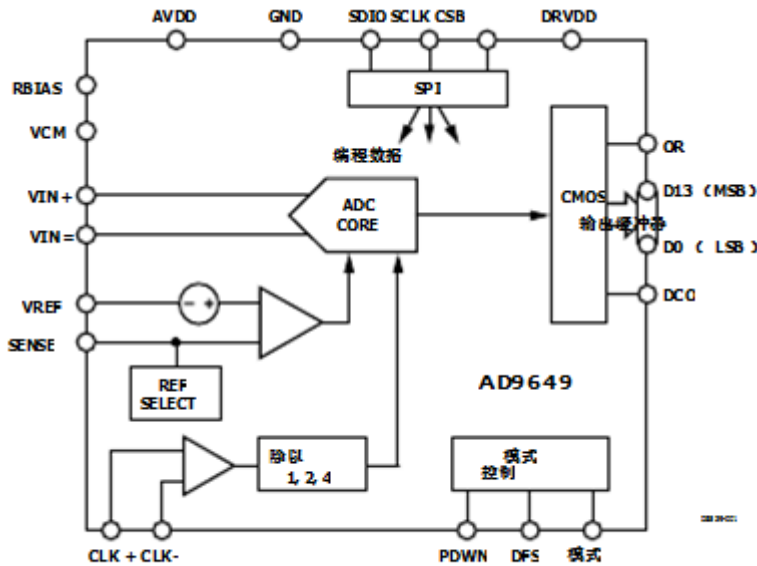 AVDD GND SDIO SCLK CSB DRVDD
RBIAS
SPI
VCM
编程数据
OR
VIN+
ADC
CORE
CMOS
输出缓冲器
D13 (MSB)
VIN=
D0 ( LSB)
VREF
DCO
SENSE
REF
SELECT
AD9649
除以
1, 2, 4
模式
控制
CLK + CLK-
PDWN DFS 模式